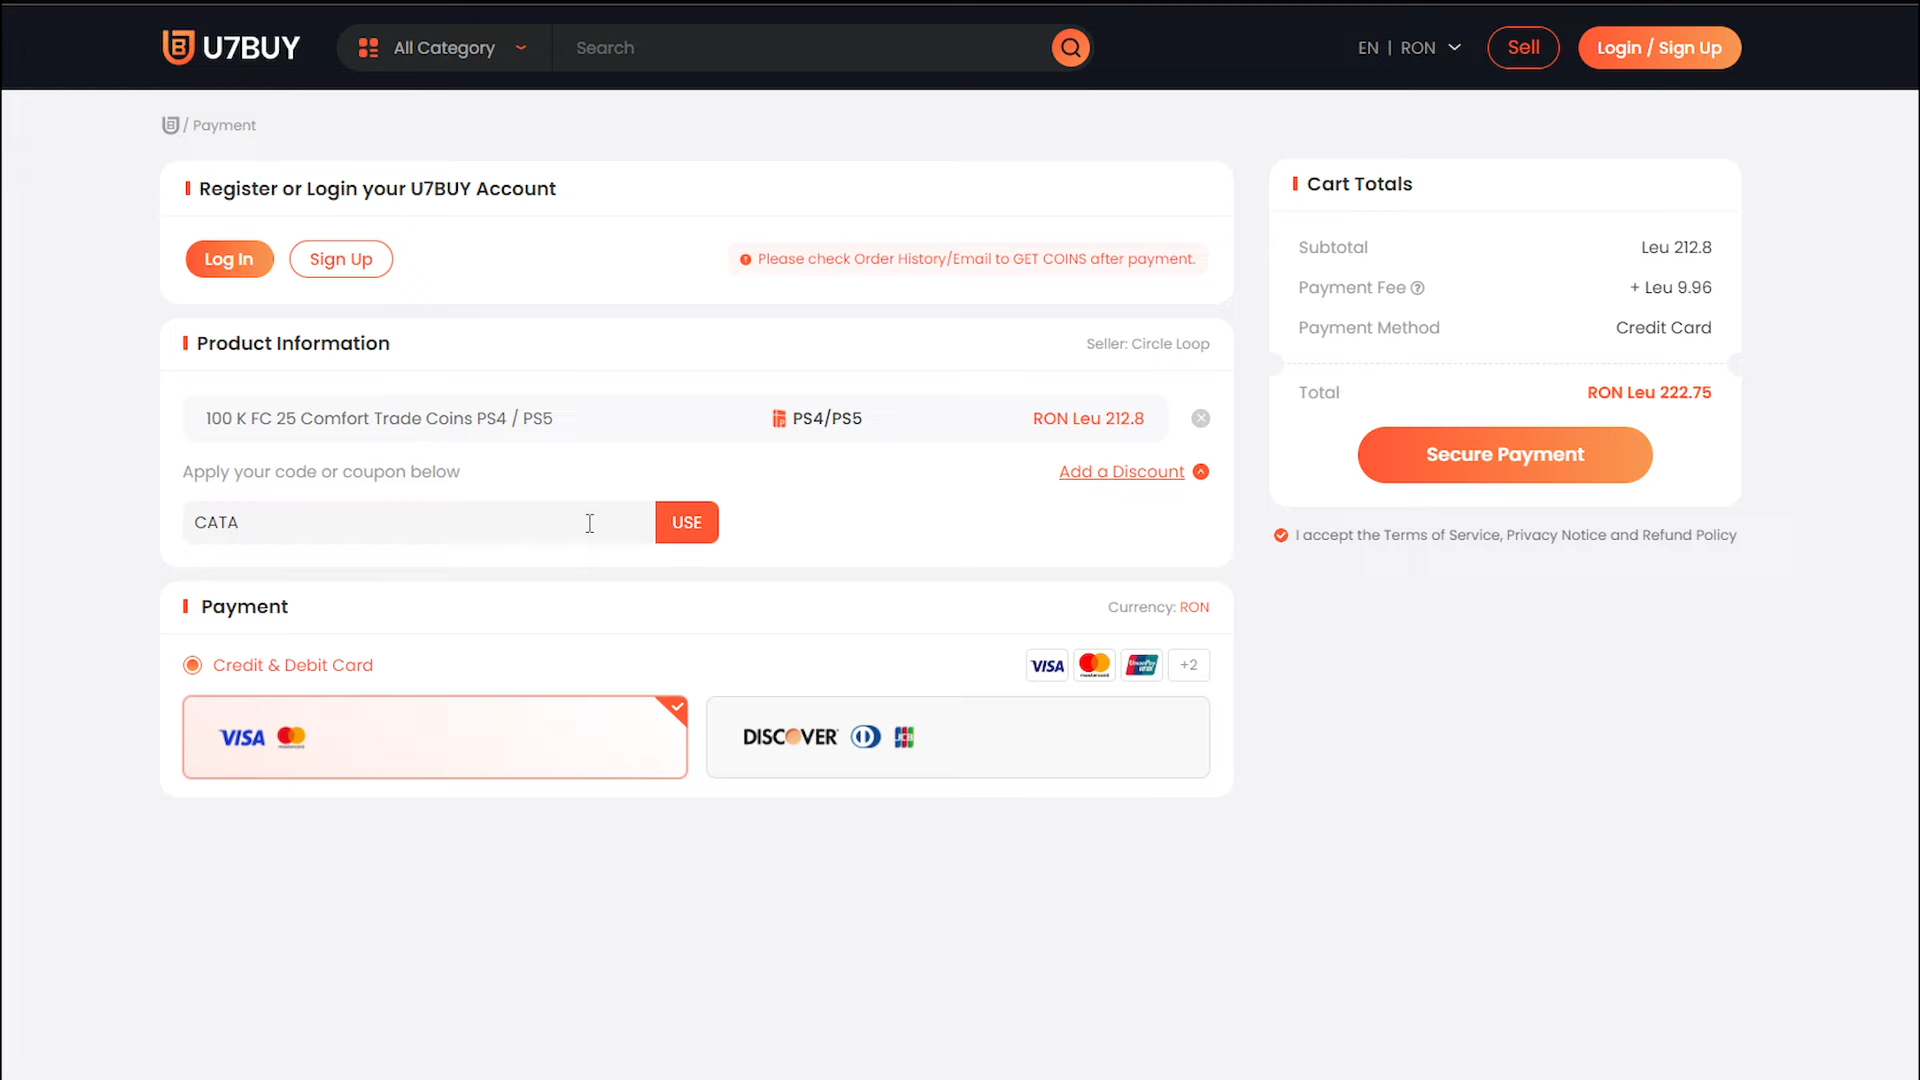 U7BUY
All Category
Search
EN | RON
Sell
Login / Sign Up
/ Payment
Register or Login your U7BUY Account
Log In
Sign Up
Please check Order History/Email to GET COINS after payment.
Product Information
Seller: Circle Loop
100 K FC 25 Comfort Trade Coins PS4 / PS5
PS4/PS5
RON Leu 212.8
Apply your code or coupon below
Add a Discount
CATA
USE
Payment
Currency: RON
Credit & Debit Card
VISA
mastercard
UnionPay
+2
VISA
mastercard
DISCOVER
JCB
Cart Totals
Subtotal
Leu 212.8
Payment Fee
+ Leu 9.96
Payment Method
Credit Card
Total
RON Leu 222.75
Secure Payment
I accept the Terms of Service, Privacy Notice and Refund Policy